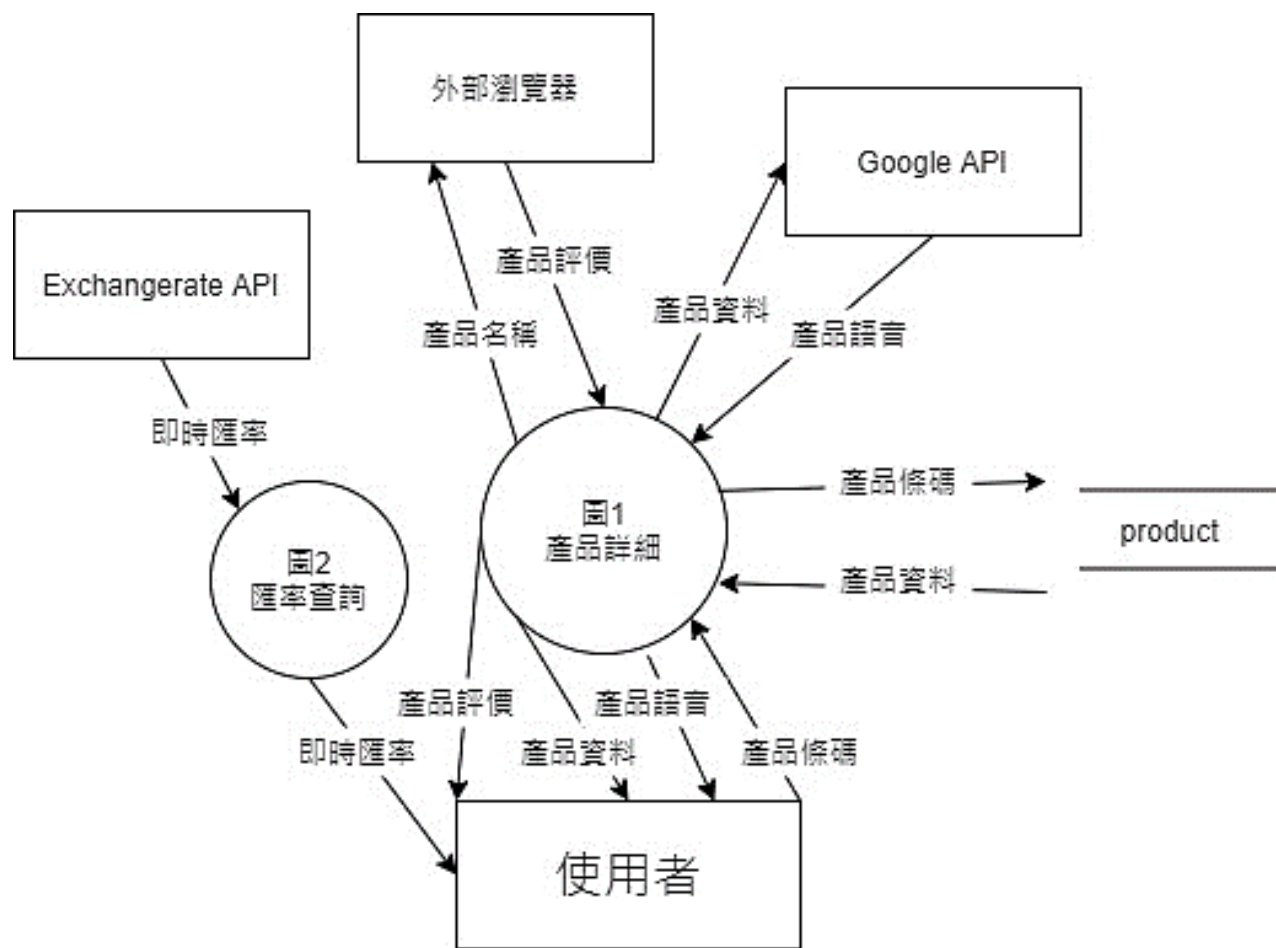 外部瀏覽器
Google API
Exchangerate API
產品評價
產品資料
產品名稱
產品語音
即時匯率
產品條碼
圖1
產品詳細
product
圖2
匯率查詢
產品資料
產品評價
產品語音
即時匯率
產品資料
產品條碼
使用者